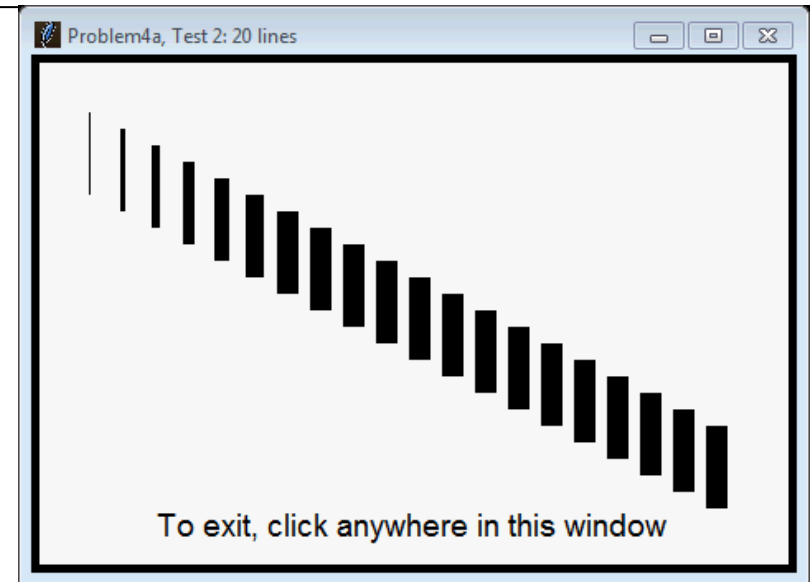 Problem4a, Test 2: 20 lines
To exit, click anywhere in this window